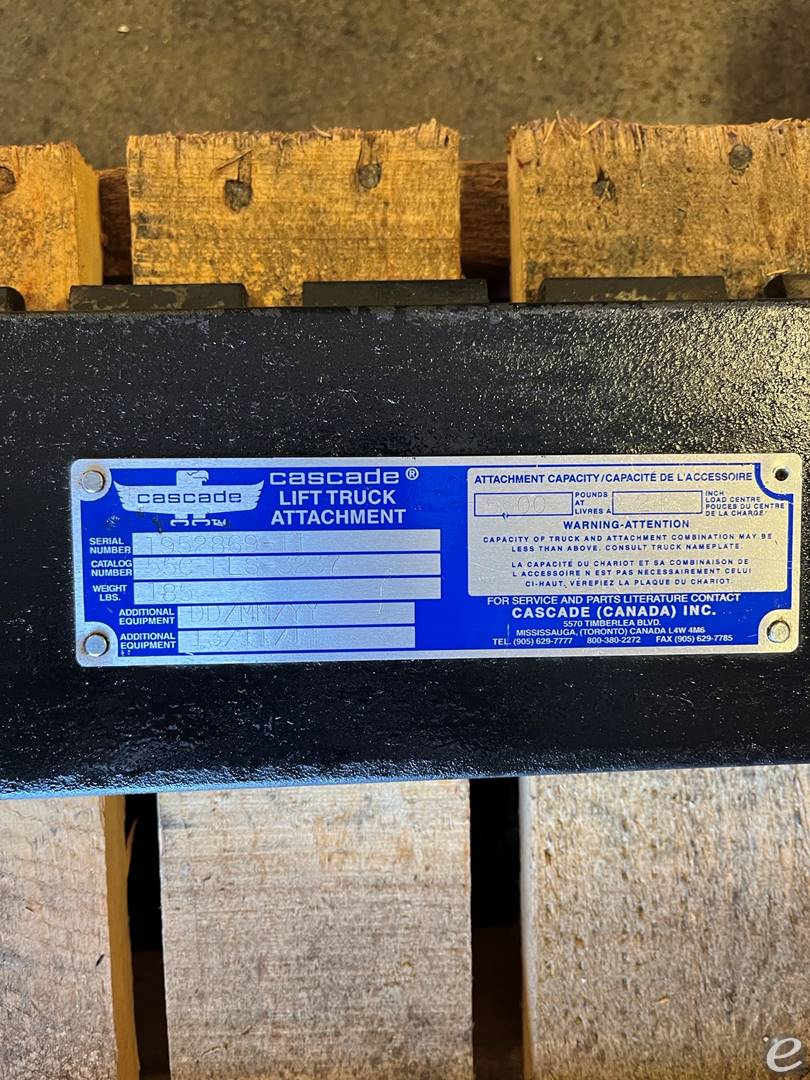 cascade
cascade®
LIFT TRUCK
ATTACHMENT
SERIAL NUMBER 1952869-11
CATALOG NUMBER
WEIGHT LBS. 185
ADDITIONAL EQUIPMENT DD/MM/YY
ADDITIONAL EQUIPMENT
ATTACHMENT CAPACITY/CAPACITÉ DE L'ACCESSOIRE
POUNDS AT
LIVRES À
INCH
LOAD CENTRE
POUCES DU CENTRE
DE LA CHARGE
WARNING-ATTENTION
CAPACITY OF TRUCK AND ATTACHMENT COMBINATION MAY BE
LESS THAN ABOVE. CONSULT TRUCK NAMEPLATE.
LA CAPACITE DU CHARIOT ET SA COMBINAISON DE
L'ACCESSOIRE N EST PAS NECESSAIREMENT CELUI
CI-HAUT, VEREFIEZ LA PLAQUE DU CHARIOT.
FOR SERVICE AND PARTS LITERATURE CONTACT
CASCADE (CANADA) INC.
5570 TIMBERLEA BLVD.
MISSISSAUGA, (TORONTO) CANADA L4W 4M6
TEL. (905) 629-7777 800-380-2272 FAX (905) 629-7785
e